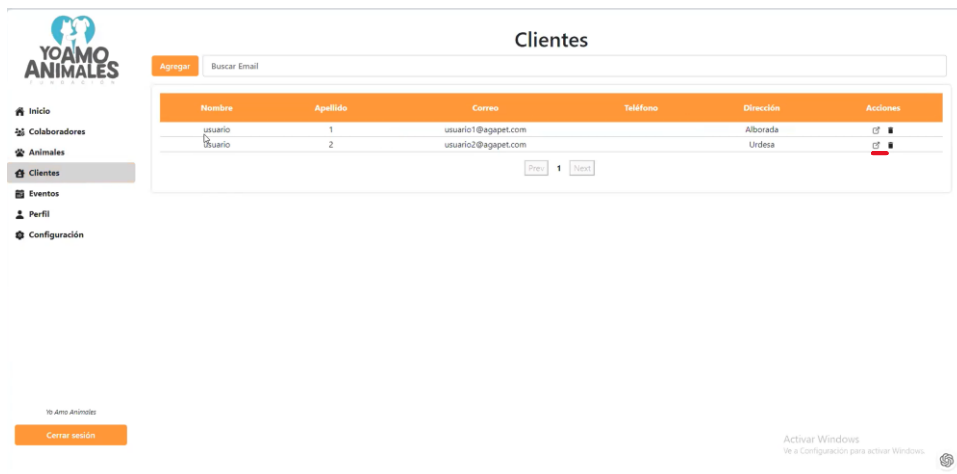 YO AMO
ANIMALES
FUNDACIÓN
Clientes
Agregar
Buscar Email
Inicio
Colaboradores
Animales
Clientes
Eventos
Perfil
Configuración
Nombre Apellido Correo Teléfono Dirección Acciones
usuario 1 usuario1@agapet.com Alborada
usuario 2 usuario2@agapet.com Urdesa
Prev 1 Next
Yo Amo Animales
Cerrar sesión
Activar Windows
Ve a Configuración para activar Windows.